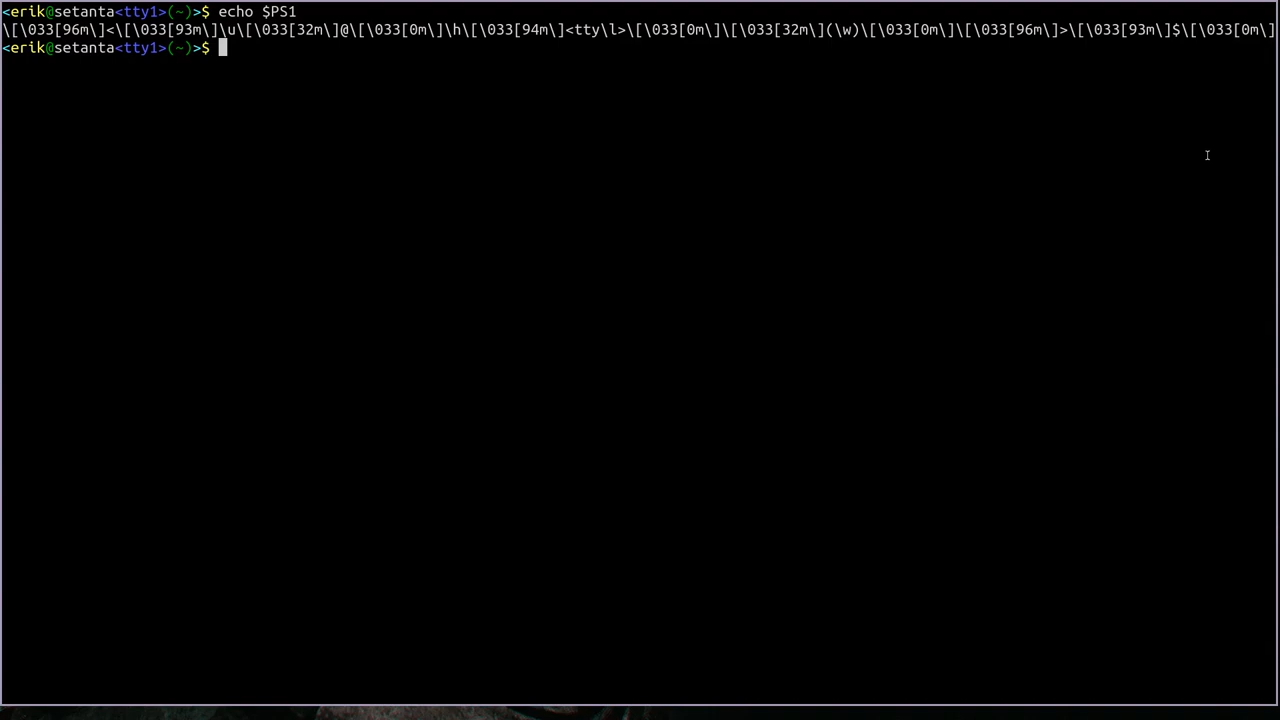 <erik@setanta<tty1>(~)>$ echo $PS1
\[\033[96m\]<\[\033[93m\]\u\[\033[32m\]@\[\033[0m\]\h\[\033[94m\]<tty\l>\[\033[0m\]\[\033[32m\](\w)\[\033[0m\]\[\033[96m\]>\[\033[93m\]$\[\033[0m\]
<erik@setanta<tty1>(~)>$